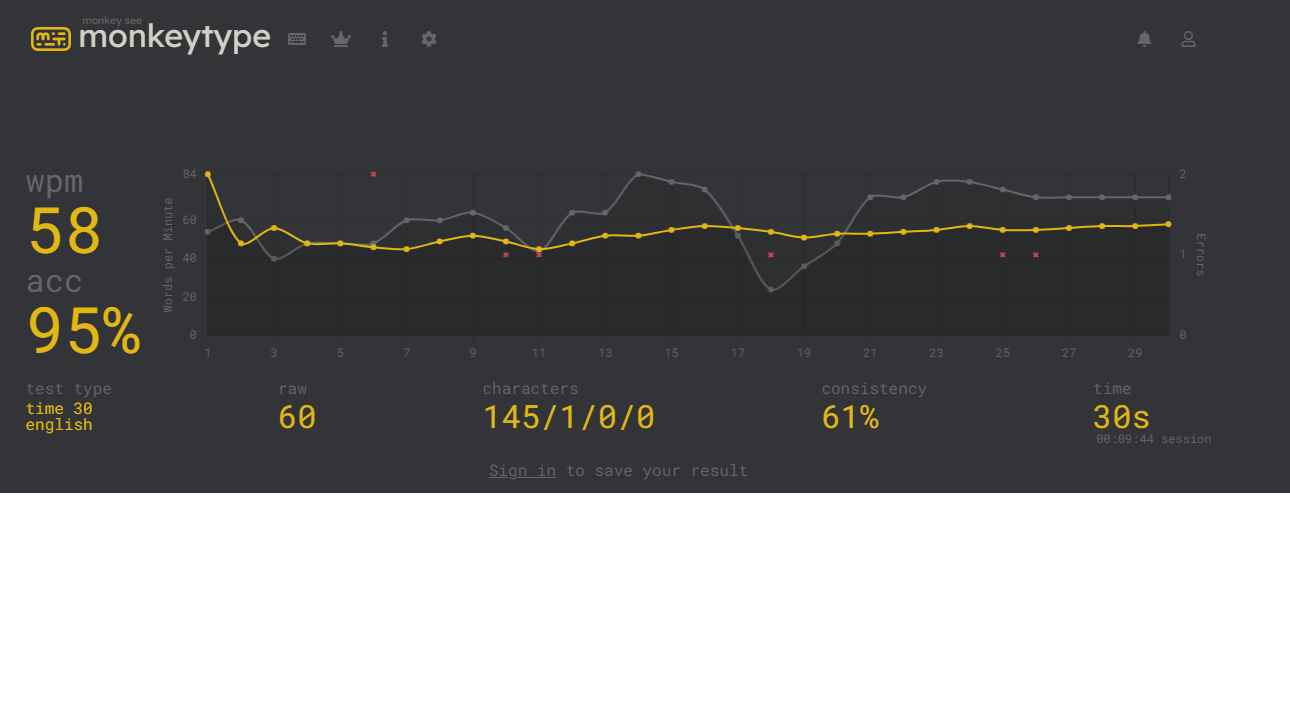 monkey see
monkeytype
wpm
58
acc
95%
Words per Minute
84
60
40
20
0
1 3 5 7 9 11 13 15 17 19 21 23 25 27 29
2
1
0
Errors
test type
time 30
english
raw
60
characters
145/1/0/0
consistency
61%
time
30s
00:09:44 session
Sign in to save your result